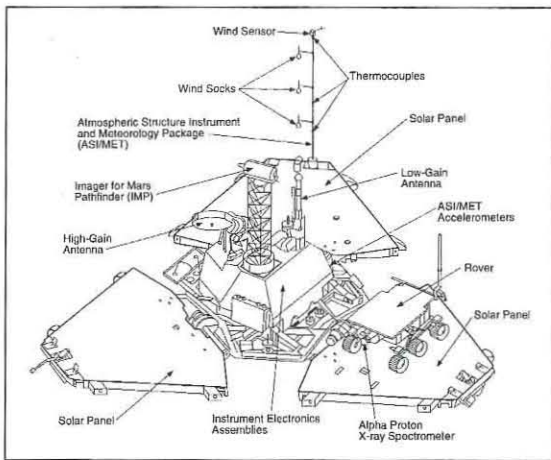 Wind Sensor
Wind Socks
Thermocouples
Atmospheric Structure Instrument
and Meteorology Package
(ASI/MET)
Solar Panel
Imager for Mars
Pathfinder (IMP)
Low-Gain
Antenna
ASI/MET
Accelerometers
High-Gain
Antenna
Rover
Solar Panel
Solar Panel
Instrument Electronics
Assemblies
Alpha Proton
X-ray Spectrometer